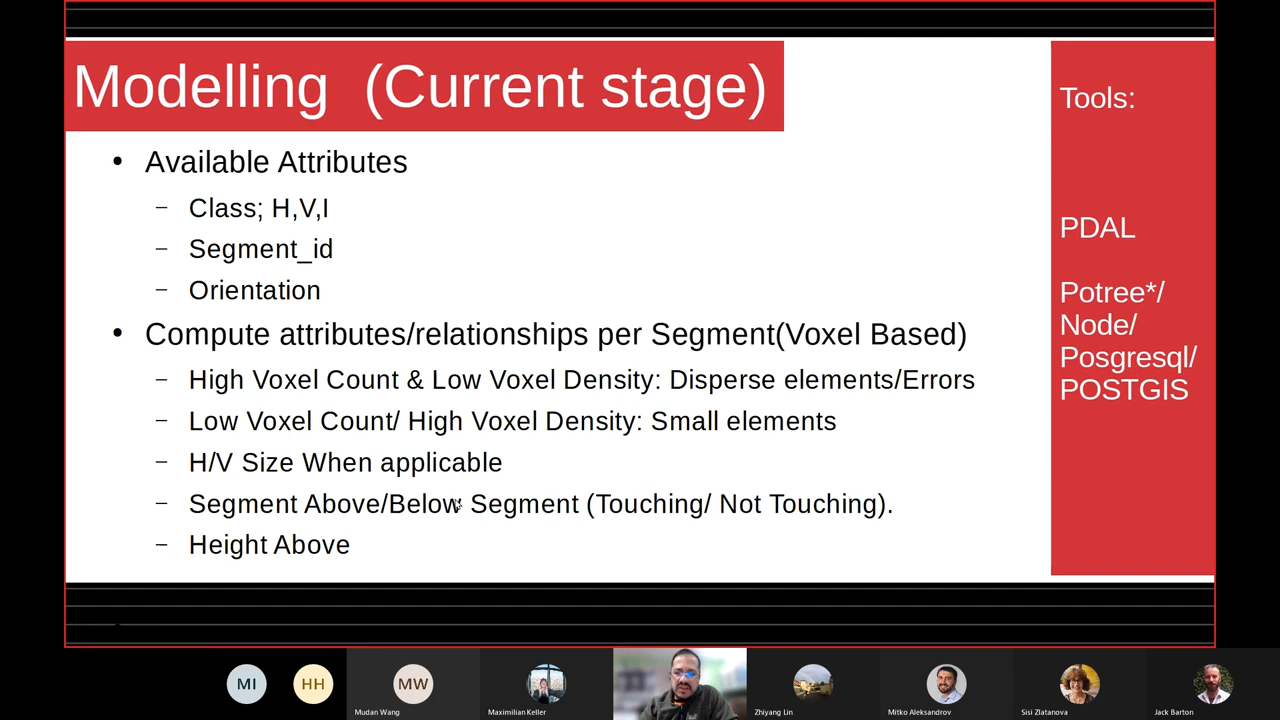 Modelling (Current stage)
• Available Attributes
– Class; H,V,I
– Segment_id
– Orientation
• Compute attributes/relationships per Segment(Voxel Based)
– High Voxel Count & Low Voxel Density: Disperse elements/Errors
– Low Voxel Count/ High Voxel Density: Small elements
– H/V Size When applicable
– Segment Above/Below Segment (Touching/ Not Touching).
– Height Above
Tools:
PDAL
Potree*/
Node/
Posgresql/
POSTGIS
MI
HH
MW
Mudan Wang
Maximilian Keller
Zhiyang Lin
Mitko Aleksandrov
Sisi Zlatanova
Jack Barton